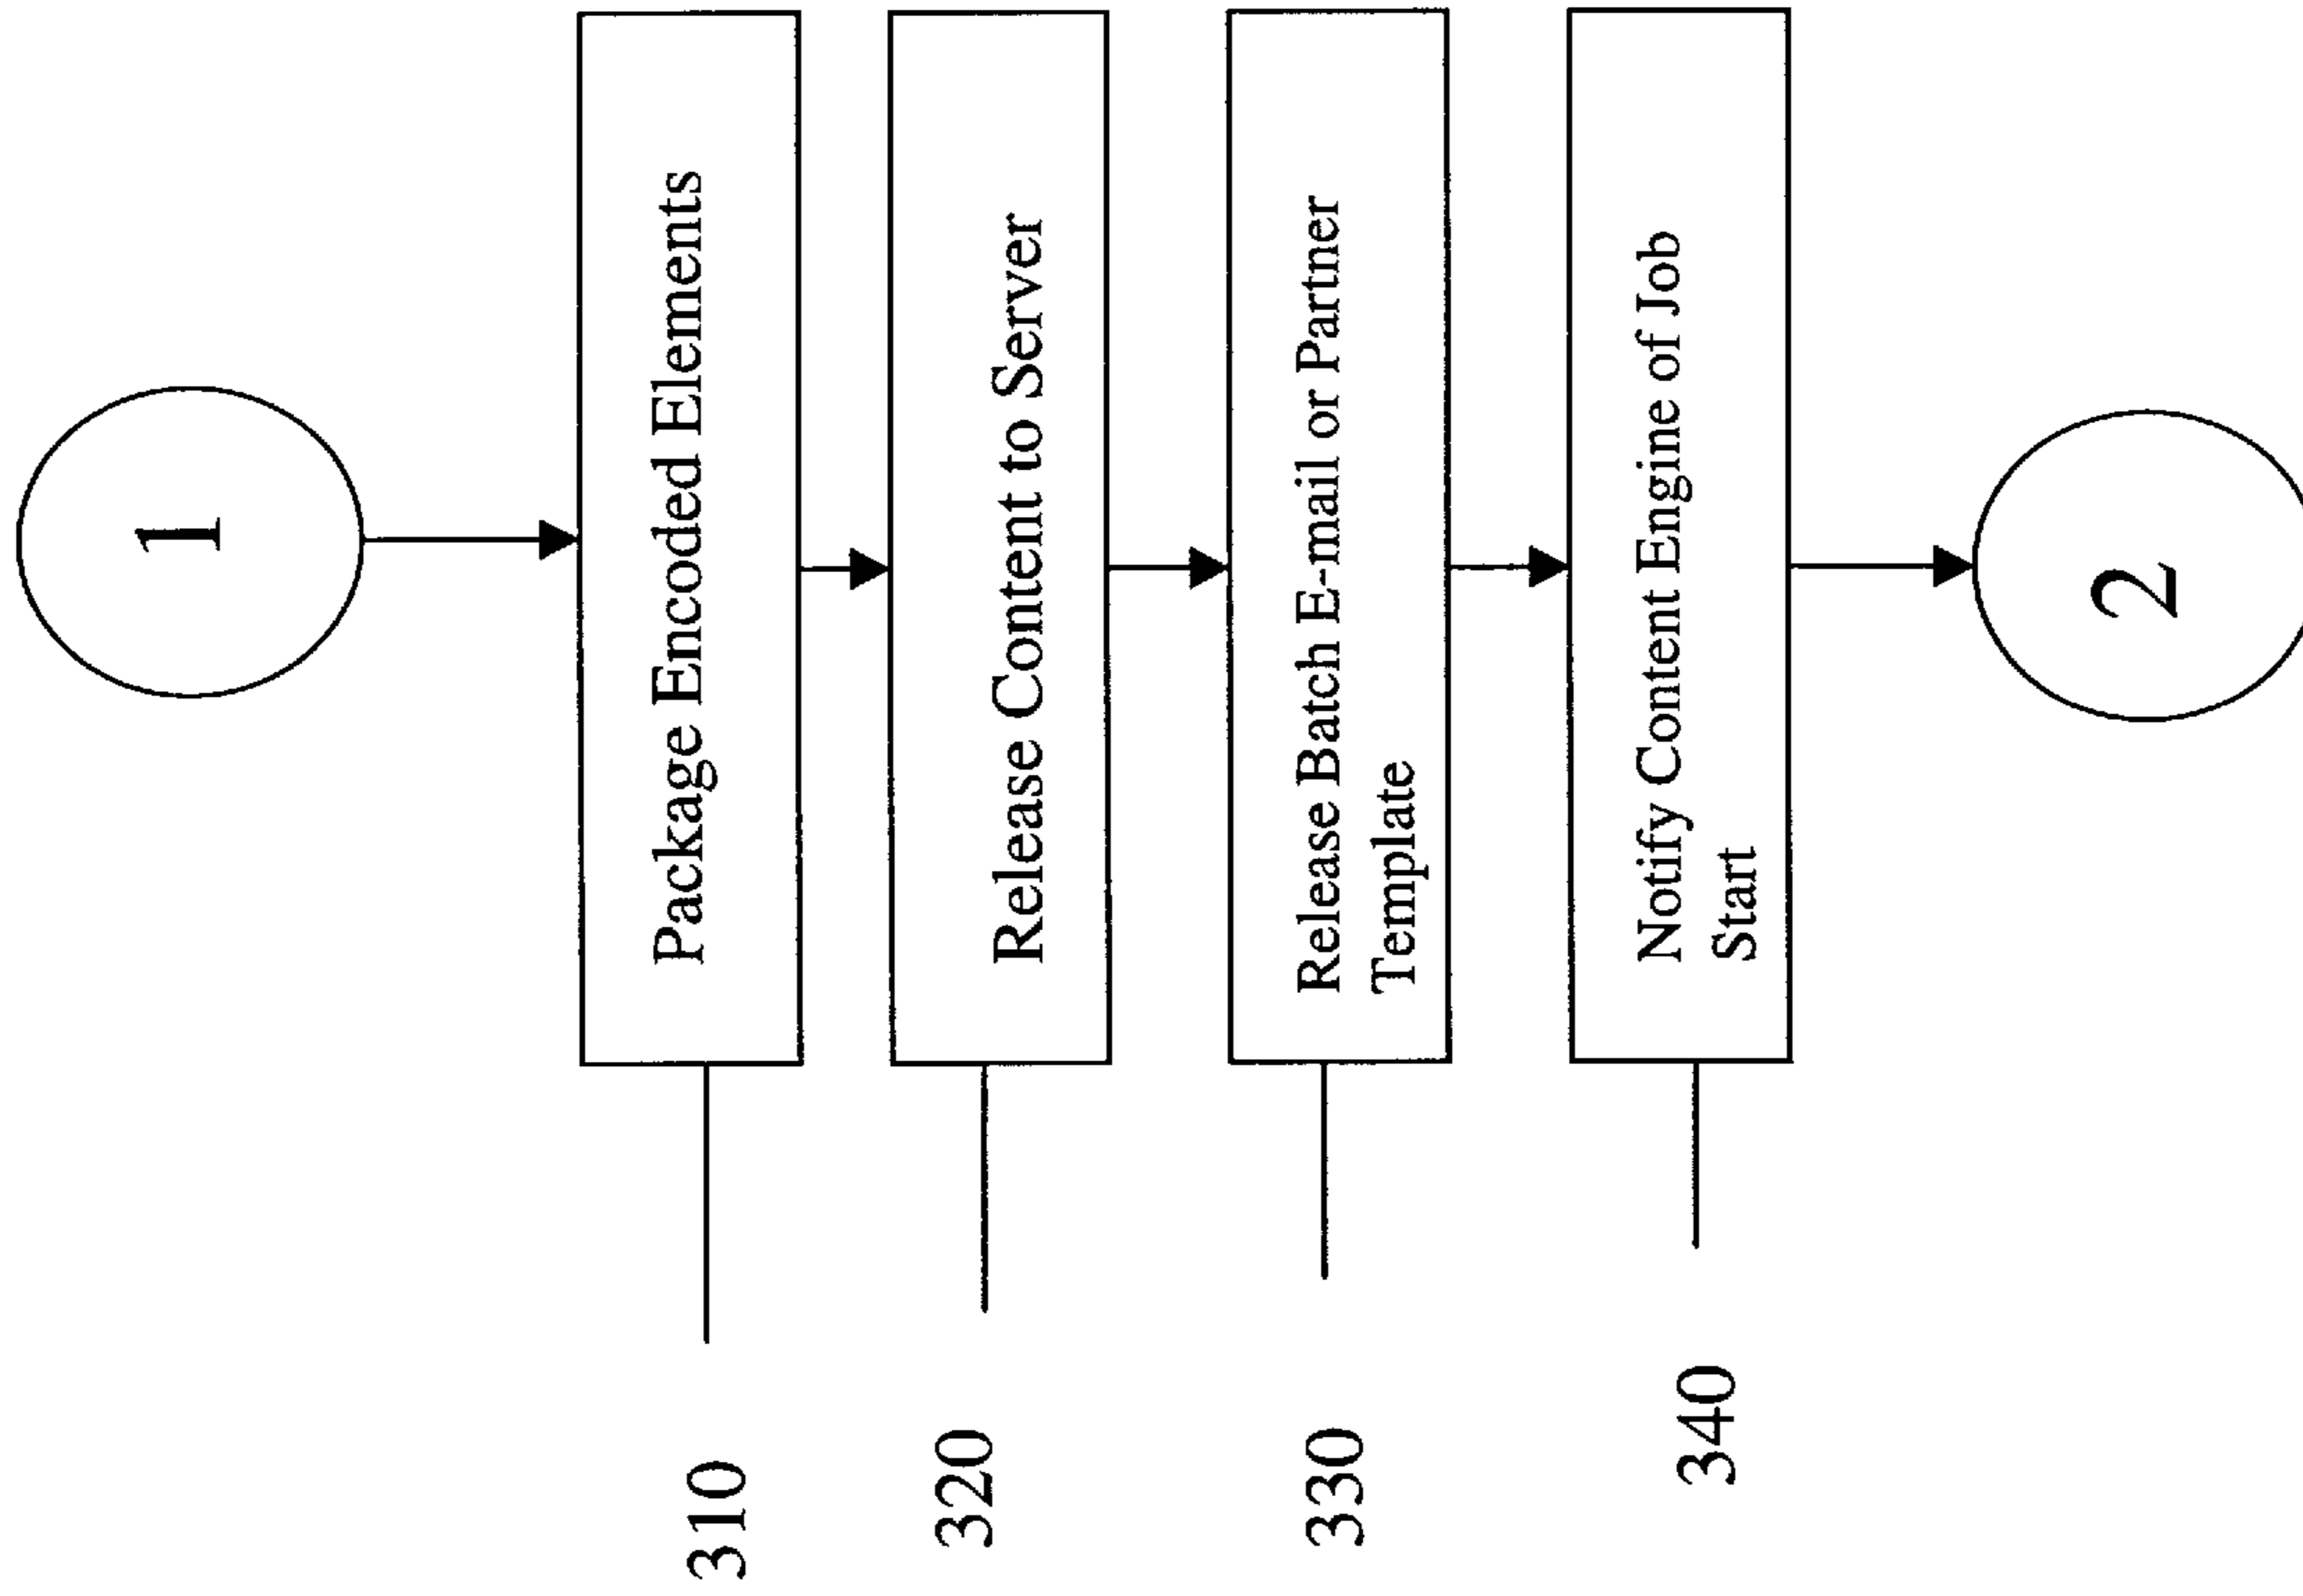 1
310
Package Encoded Elements
320
Release Content to Server
330
Release Batch E-mail or Partner
Template
340
Notify Content Engine of Job
Start
2